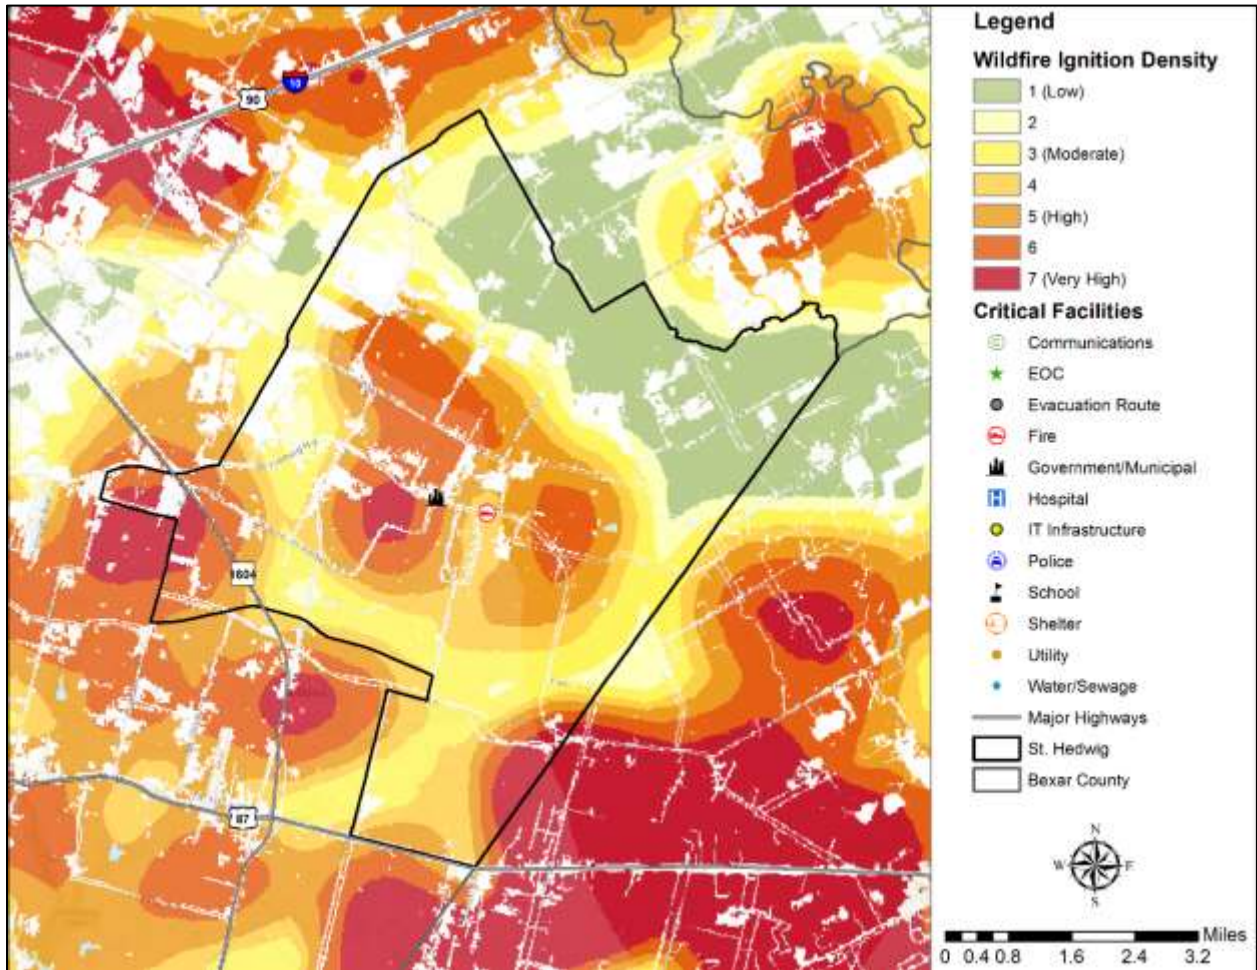 Legend
Wildfire Ignition Density
1 (Low)
2
3 (Moderate)
4
5 (High)
6
7 (Very High)
Critical Facilities
C Communications
EOC
Evacuation Route
Fire
Government/Municipal
H Hospital
IT Infrastructure
Police
School
Shelter
Utility
Water/Sewage
Major Highways
St. Hedwig
Bexar County
N
W E
S
Miles
0 0.4 0.8 1.6 2.4 3.2
10
90
1604
87